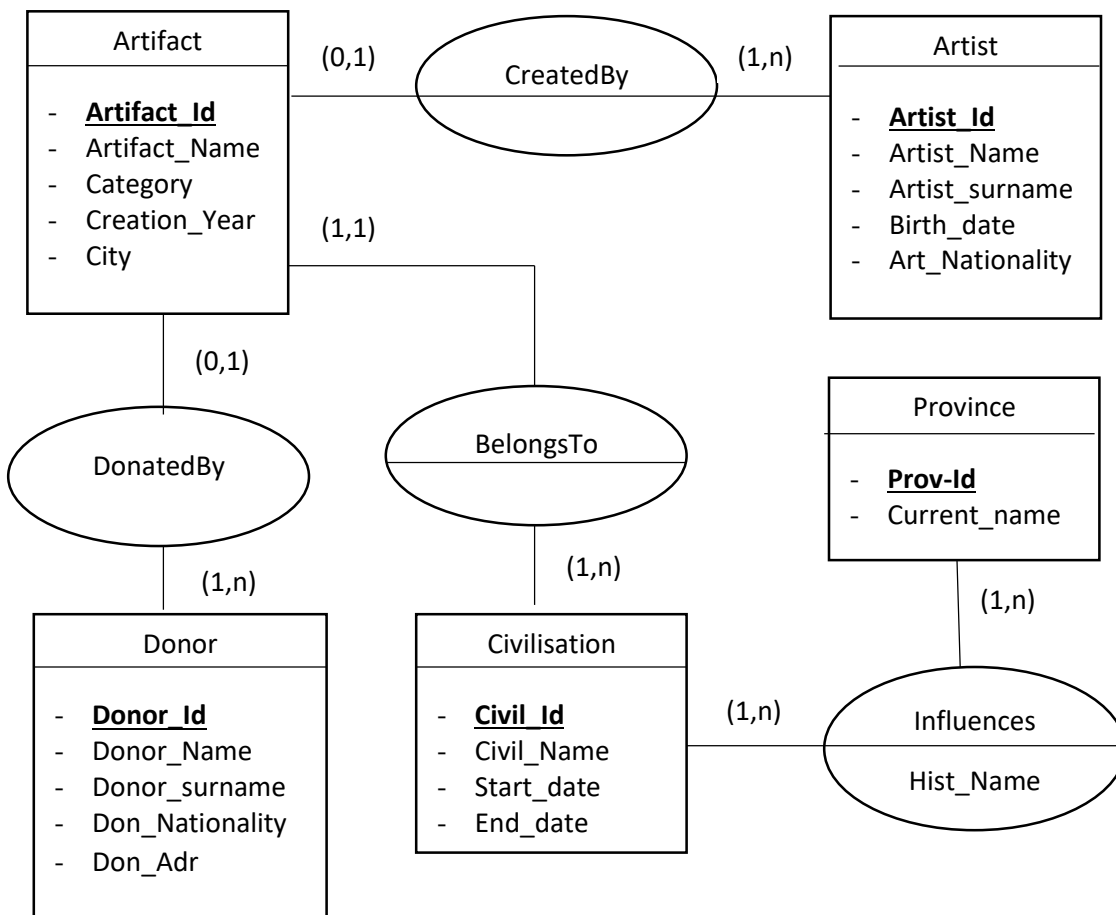 Artifact
- Artifact_Id
- Artifact_Name
- Category
- Creation_Year
- City
(0,1)
CreatedBy
(1,n)
Artist
- Artist_Id
- Artist_Name
- Artist_surname
- Birth_date
- Art_Nationality
(1,1)
(0,1)
DonatedBy
(1,n)
BelongsTo
(1,n)
Province
- Prov-Id
- Current_name
(1,n)
Donor
- Donor_Id
- Donor_Name
- Donor_surname
- Don_Nationality
- Don_Adr
Civilisation
- Civil_Id
- Civil_Name
- Start_date
- End_date
(1,n)
Influences
Hist_Name